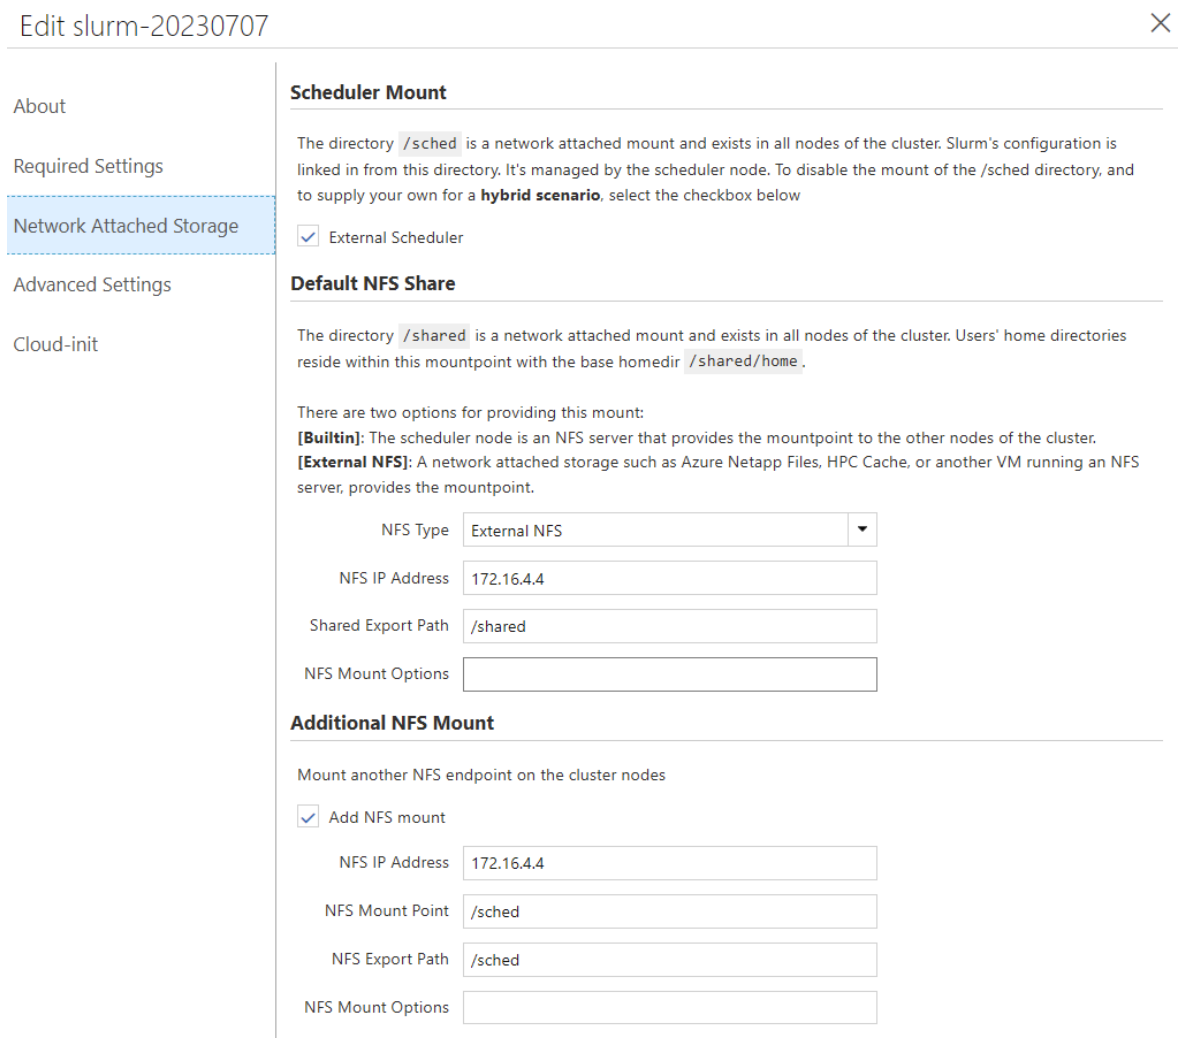 Edit slurm-20230707
About
Required Settings
Network Attached Storage
Advanced Settings
Cloud-init
Scheduler Mount
The directory /sched is a network attached mount and exists in all nodes of the cluster. Slurm's configuration is
linked in from this directory. It's managed by the scheduler node. To disable the mount of the /sched directory, and
to supply your own for a hybrid scenario, select the checkbox below
External Scheduler
Default NFS Share
The directory /shared is a network attached mount and exists in all nodes of the cluster. Users' home directories
reside within this mountpoint with the base homedir /shared/home.
There are two options for providing this mount:
[Builtin]: The scheduler node is an NFS server that provides the mountpoint to the other nodes of the cluster.
[External NFS]: A network attached storage such as Azure Netapp Files, HPC Cache, or another VM running an NFS
server, provides the mountpoint.
NFS Type External NFS
NFS IP Address 172.16.4.4
Shared Export Path /shared
NFS Mount Options
Additional NFS Mount
Mount another NFS endpoint on the cluster nodes
Add NFS mount
NFS IP Address 172.16.4.4
NFS Mount Point /sched
NFS Export Path /sched
NFS Mount Options